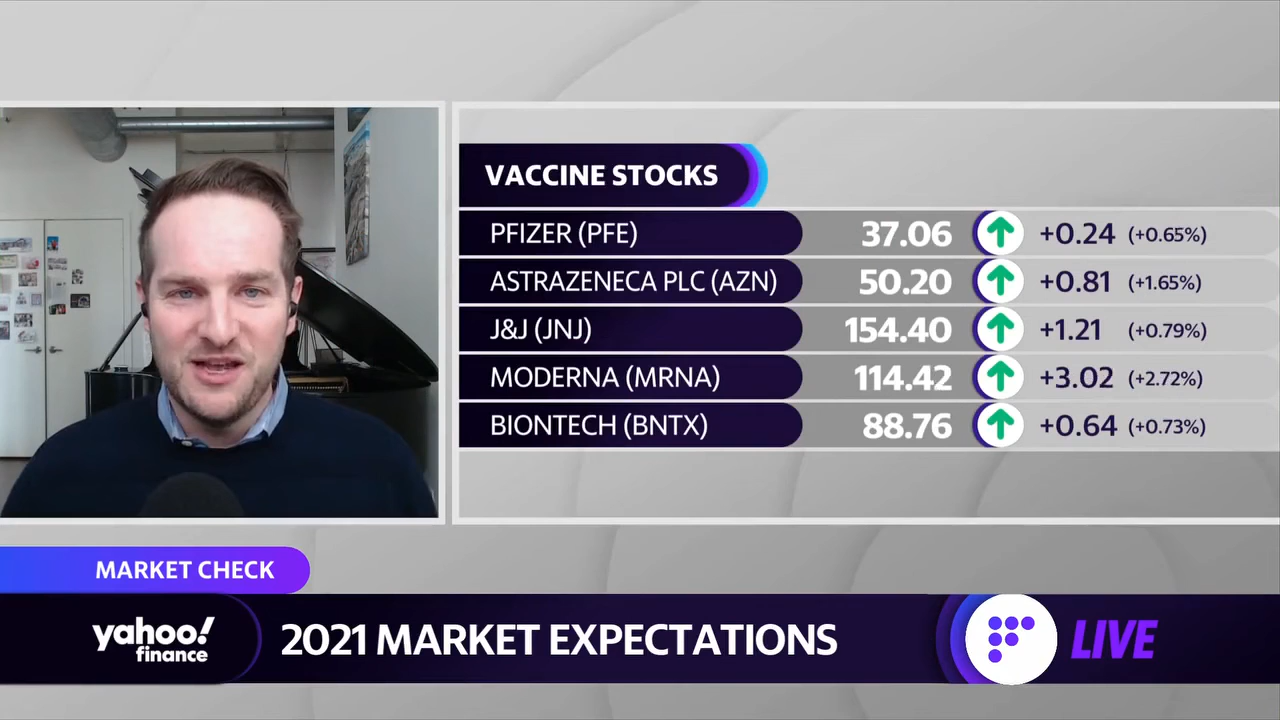 VACCINE STOCKS
PFIZER (PFE) 37.06 +0.24 (+0.65%)
ASTRAZENECA PLC (AZN) 50.20 +0.81 (+1.65%)
J&J (JNJ) 154.40 +1.21 (+0.79%)
MODERNA (MRNA) 114.42 +3.02 (+2.72%)
BIONTECH (BNTX) 88.76 +0.64 (+0.73%)
MARKET CHECK
yahoo!
finance
2021 MARKET EXPECTATIONS
LIVE